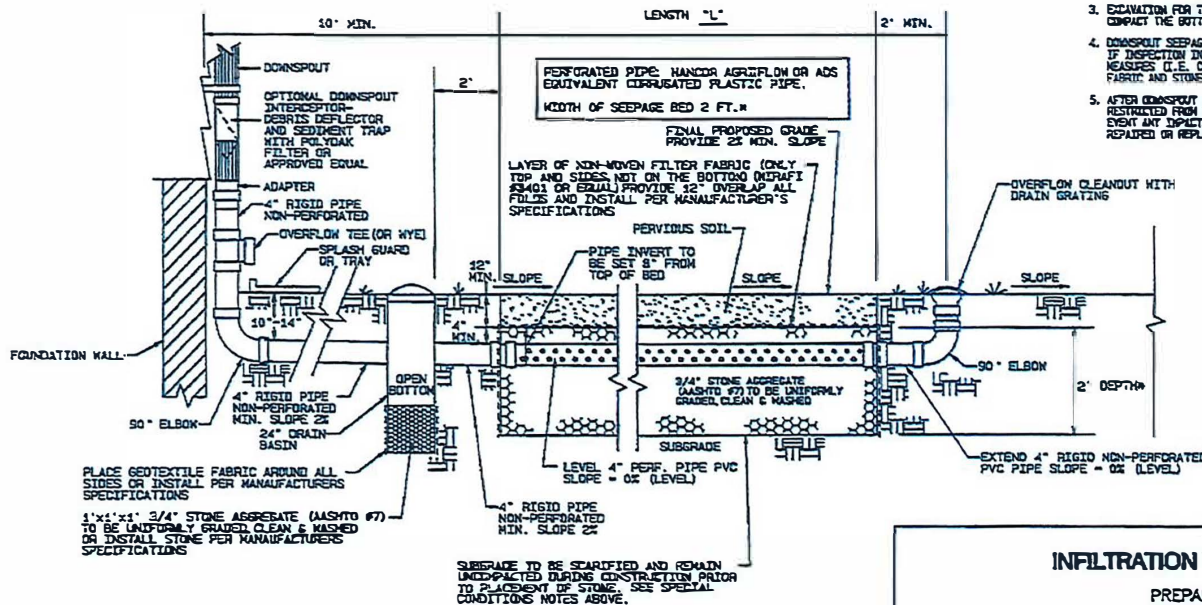 10' MIN.
LENGTH "L"
2' MIN.
3. EXCAVATION FOR T
COMPACT THE BOTT
4. DOWNSPOUT SEEPAG
IF INSPECTION IN
MEASURES (I.E. C
FABRIC AND STONE
5. AFTER DOWNSPOUT
RESTRICTED FROM
EVENT ANY IMPACT
REPAIRED OR REPL
DOWNSPOUT
OPTIONAL DOWNSPOUT
INTERCEPTOR-
DEBRIS DEFLECTOR
AND SEDIMENT TRAP
WITH POLYOAK
FILTER OR
APPROVED EQUAL
ADAPTER
4" RIGID PIPE
NON-PERFORATED
OVERFLOW TEE (OR WYE)
SPLASH GUARD
OR TRAY
2'
PERFORATED PIPE: HANCOR AGRIFLOW OR ADS
EQUIVALENT CORRUGATED PLASTIC PIPE.
WIDTH OF SEEPAGE BED 2 FT.*
FINAL PROPOSED GRADE
PROVIDE 2% MIN. SLOPE
LAYER OF NON-WOVEN FILTER FABRIC (ONLY
TOP AND SIDES NOT ON THE BOTTOM) (MIRAFI
OR EQUAL) PROVIDE 12" OVERLAP ALL
FOLDS AND INSTALL PER MANUFACTURER'S
SPECIFICATIONS
PERVIOUS SOIL
PIPE INVERT TO
BE SET 8" FROM
TOP OF BED
OVERFLOW CLEANOUT WITH
DRAIN GRATING
12"
MIN.
SLOPE
SLOPE
SLOPE
10"-14"
4"
MIN.
FOUNDATION WALL
OPEN
BOTTOM
3/4" STONE AGGREGATE
(AASHTO #7) TO BE UNIFORMLY
GRADED, CLEAN & WASHED
90° ELBOW
2' DEPTH*
90° ELBOW
4" RIGID PIPE
NON-PERFORATED
MIN. SLOPE 2%
24" DRAIN
BASIN
SUBGRADE
LEVEL 4" PERF. PIPE PVC
SLOPE = 0% (LEVEL)
EXTEND 4" RIGID NON-PERFORATED
PVC PIPE SLOPE = 0% (LEVEL)
PLACE GEOTEXTILE FABRIC AROUND ALL
SIDES OR INSTALL PER MANUFACTURERS
SPECIFICATIONS
4" RIGID PIPE
NON-PERFORATED
MIN. SLOPE 2%
1'x1'x1' 3/4" STONE AGGREGATE (AASHTO #7)
TO BE UNIFORMLY GRADED, CLEAN & WASHED
OR INSTALL STONE PER MANUFACTURERS
SPECIFICATIONS
SUBGRADE TO BE SCARIFIED AND REMAIN
UNCOMPACTED DURING CONSTRUCTION PRIOR
TO PLACEMENT OF STONE. SEE SPECIAL
CONDITIONS NOTES ABOVE.
INFILTRATION
PREPA